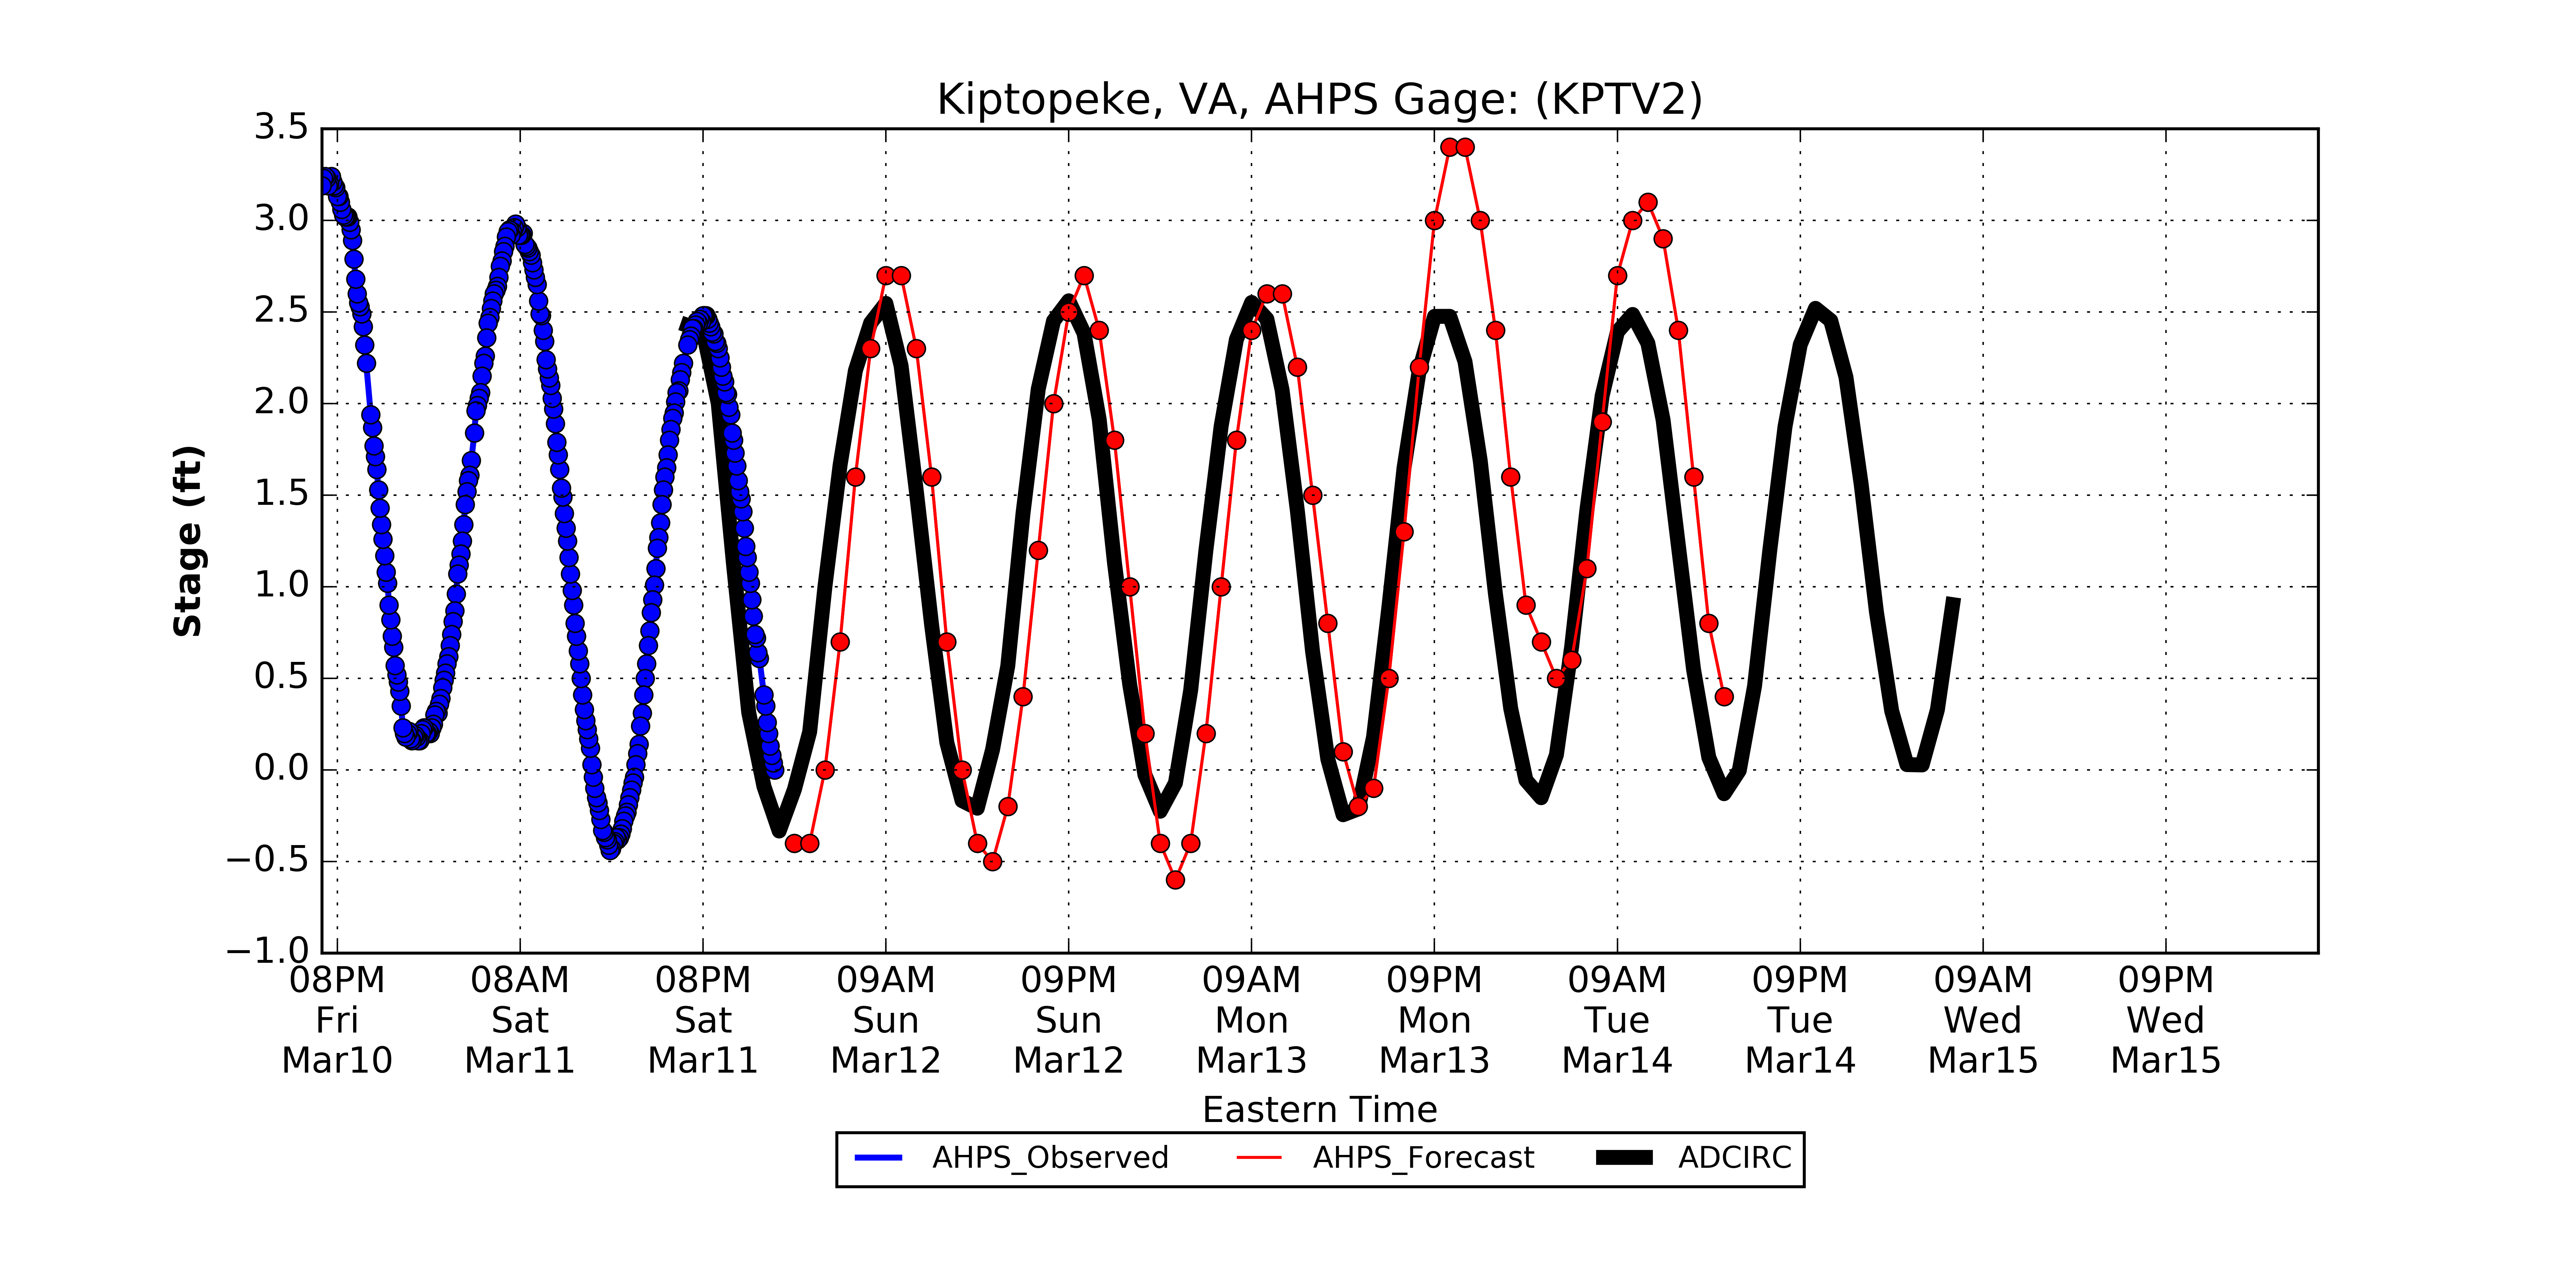 Kiptopeke, VA, AHPS Gage: (KPTV2)
3.5
3.0
2.5
2.0
1.5
1.0
0.5
0.0
−0.5
−1.0
Stage (ft)
08PM 08AM 08PM 09AM 09PM 09AM 09PM 09AM 09PM 09AM 09PM
Fri Sat Sat Sun Sun Mon Mon Tue Tue Wed Wed
Mar10 Mar11 Mar11 Mar12 Mar12 Mar13 Mar13 Mar14 Mar14 Mar15 Mar15
Eastern Time
AHPS_Observed AHPS_Forecast ADCIRC